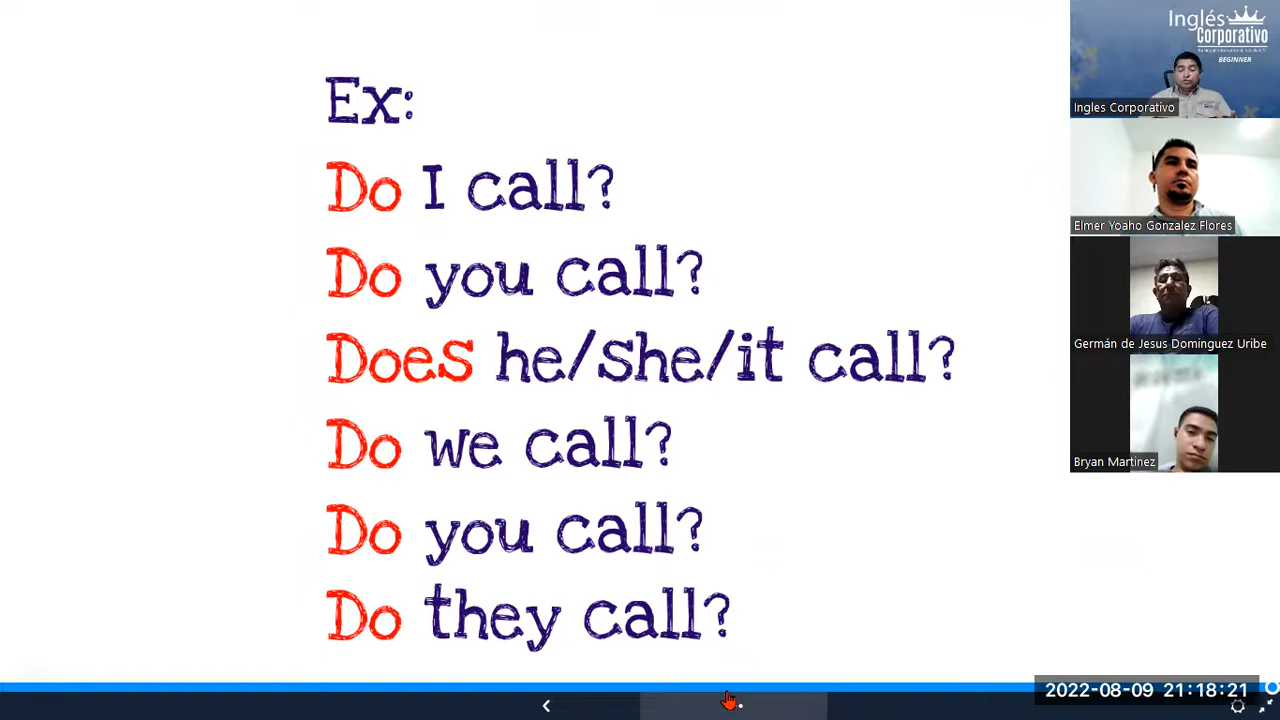 Ex:
Do I call?
Do you call?
Does he/she/it call?
Do we call?
Do you call?
Do they call?
Inglés
Corporativo
BEGINNER
Ingles Corporativo
Elmer Yoaho Gonzalez Flores
Germán de Jesus Dominguez Uribe
Bryan Martinez
2022-08-09 21:18:21